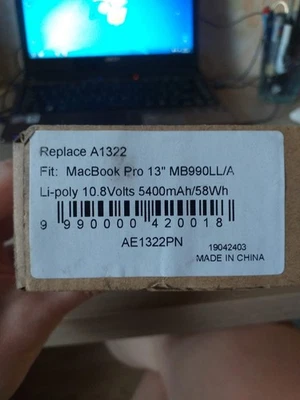 Replace A1322
Fit: MacBook Pro 13" MB990LL/A
Li-poly 10.8Volts 5400mAh/58Wh
9 990000 420018
AE1322PN
19042403
MADE IN CHINA